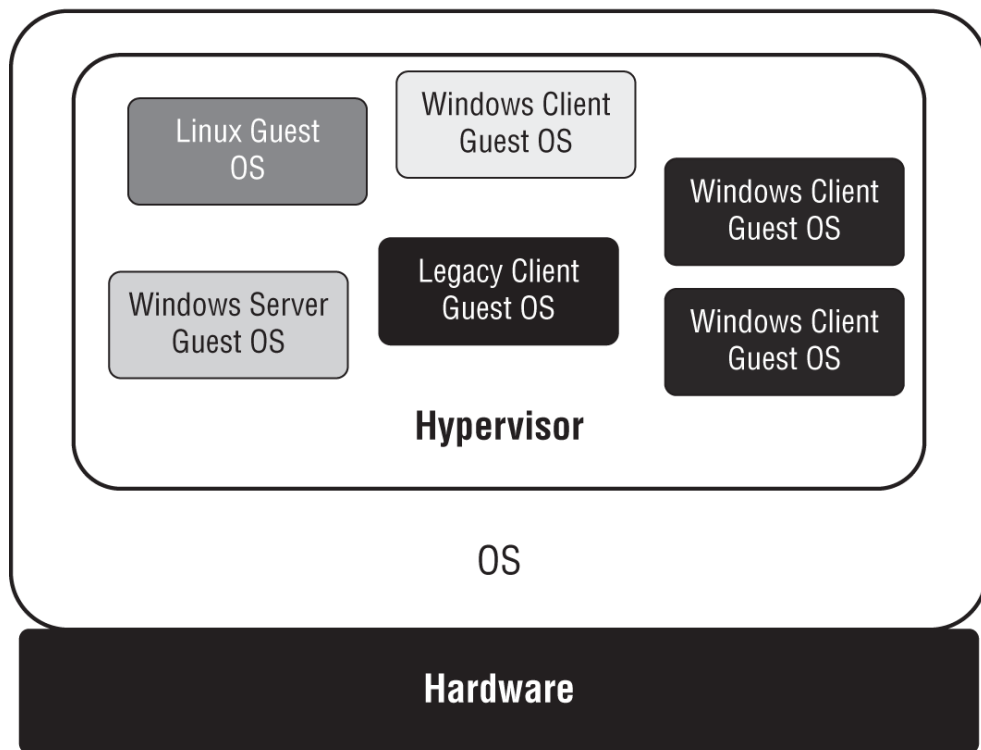 Linux Guest
OS
Windows Client
Guest OS
Windows Client
Guest OS
Windows Server
Guest OS
Legacy Client
Guest OS
Windows Client
Guest OS
Hypervisor
OS
Hardware